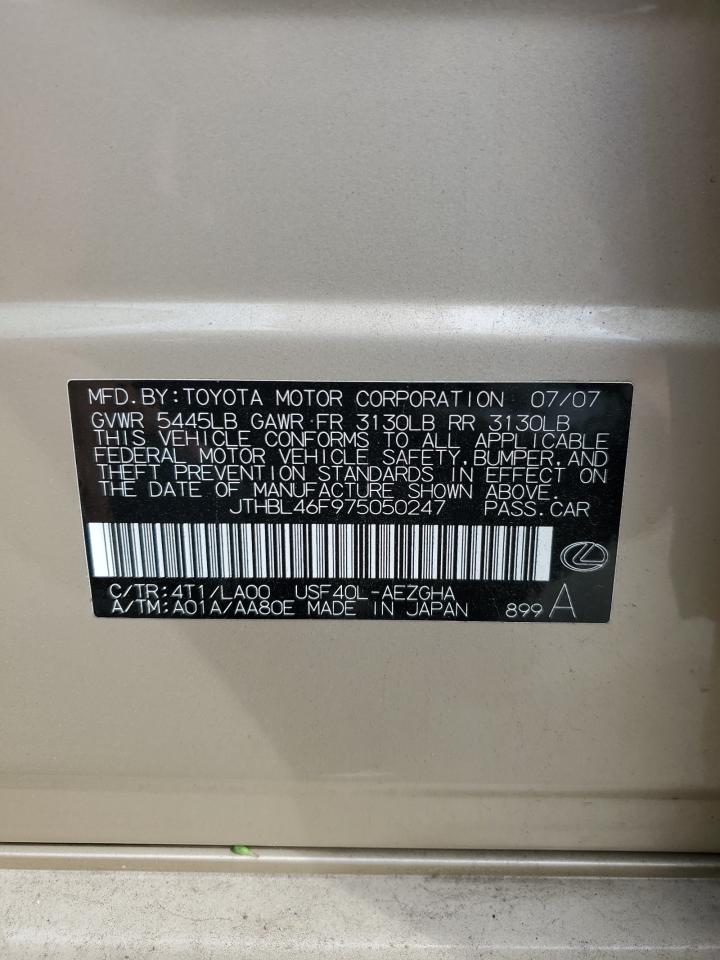 MFD.BY:TOYOTA MOTOR CORPORATION 07/07
GVWR 5445LB GAWR FR 3130LB RR 3130LB
THIS VEHICLE CONFORMS TO ALL APPLICABLE
FEDERAL MOTOR VEHICLE SAFETY,BUMPER,AND
THEFT PREVENTION STANDARDS IN EFFECT ON
THE DATE OF MANUFACTURE SHOWN ABOVE.
JTHBL46F975050247 PASS.CAR
C/TR:4T1/LA00 USF40L-AEZGHA
A/TM:A01A/AA80E MADE IN JAPAN 899 A